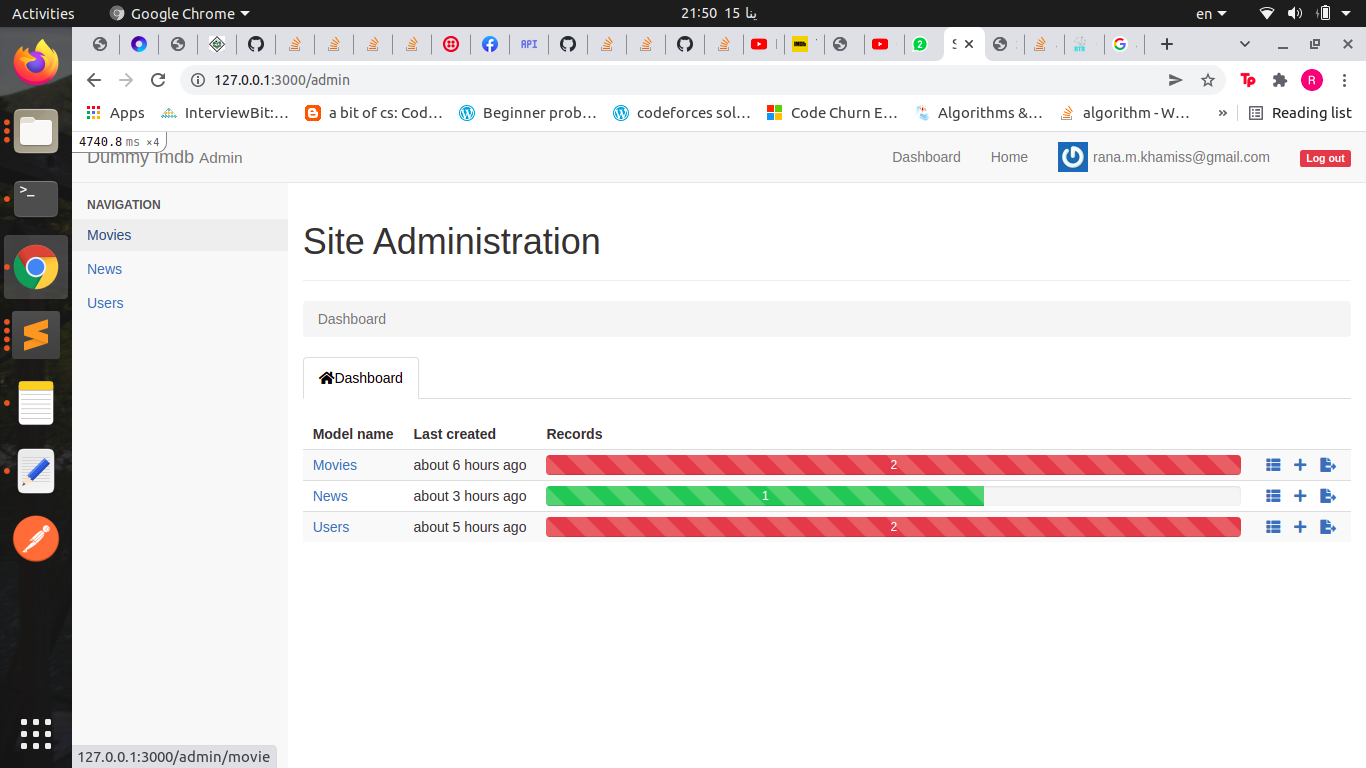 Activities Google Chrome 21:50 15 ينا en
API IMDb 2 S G
127.0.0.1:3000/admin Tp R
Apps InterviewBit:… a bit of cs: Cod… Beginner prob… codeforces sol… Code Churn E… Algorithms &… algorithm - W… » Reading list
4740.8 ms ×4
Dummy Imdb Admin Dashboard Home rana.m.khamiss@gmail.com Log out
NAVIGATION
Movies
News
Users
Site Administration
Dashboard
Dashboard
Model name Last created Records
Movies about 6 hours ago 2
News about 3 hours ago 1
Users about 5 hours ago 2
127.0.0.1:3000/admin/movie